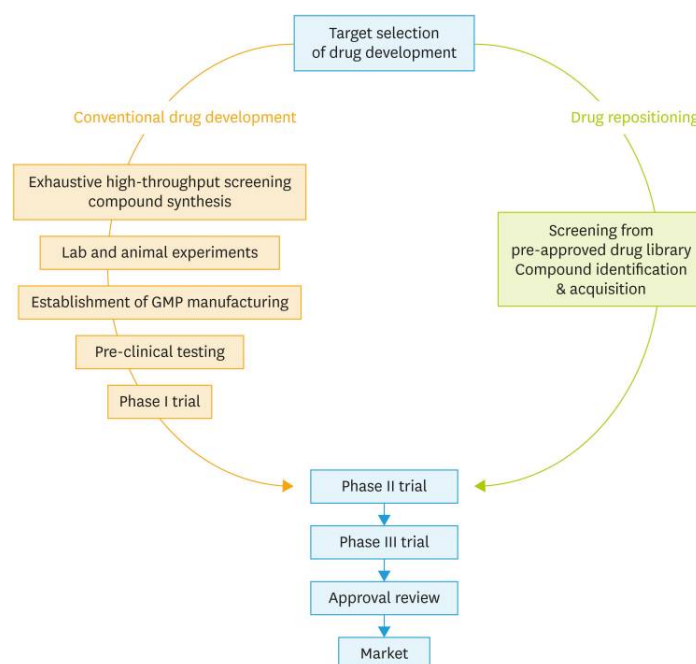 Target selection
of drug development
Conventional drug development
Drug repositioning
Exhaustive high-throughput screening
compound synthesis
Lab and animal experiments
Establishment of GMP manufacturing
Pre-clinical testing
Phase I trial
Screening from
pre-approved drug library
Compound identification
& acquisition
Phase II trial
Phase III trial
Approval review
Market